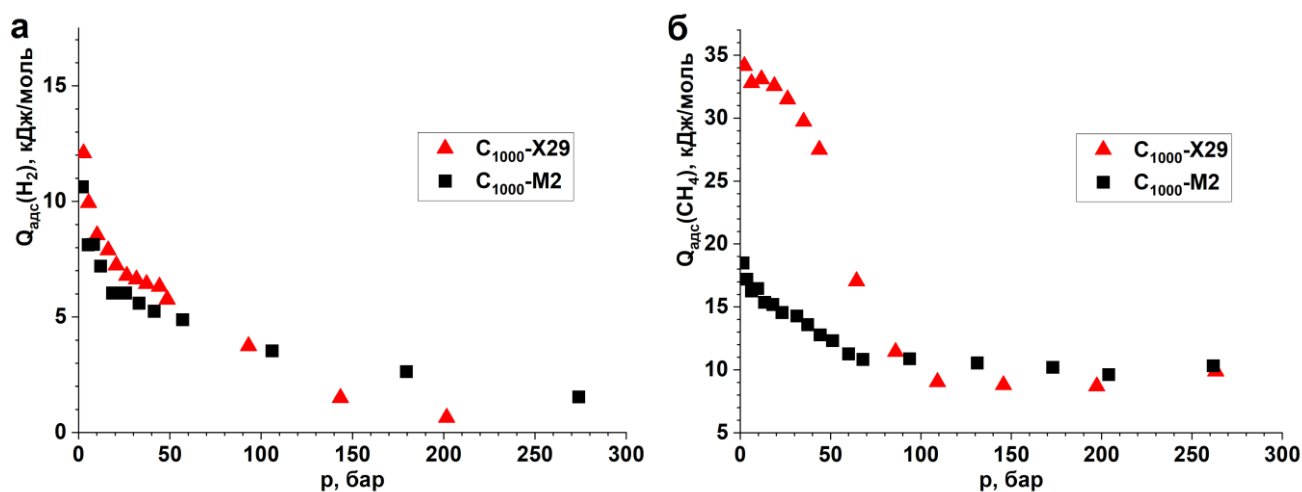 а
Q_адс(H₂), кДж/моль
15
10
5
0
0 50 100 150 200 250 300
p, бар
C₁₀₀₀-X29
C₁₀₀₀-M2
б
Q_адс(CH₄), кДж/моль
35
30
25
20
15
10
5
0 50 100 150 200 250 300
p, бар
C₁₀₀₀-X29
C₁₀₀₀-M2